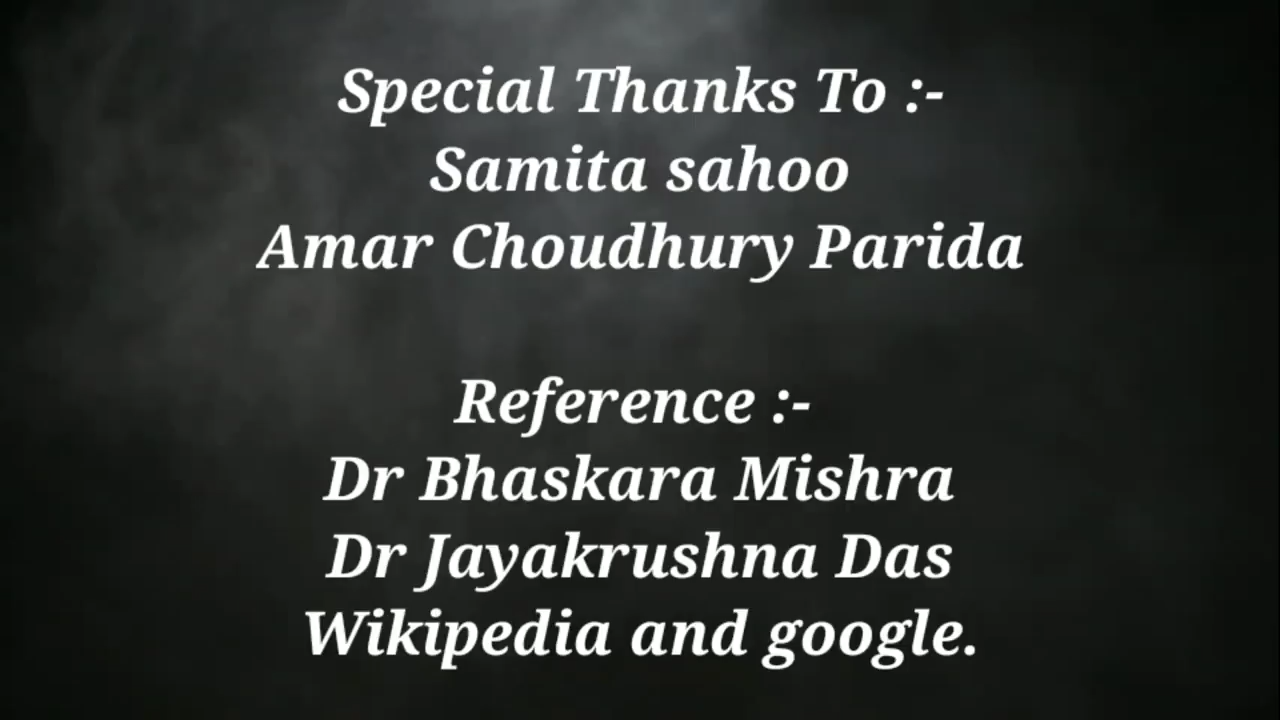 Special Thanks To :-
Samita sahoo
Amar Choudhury Parida
Reference :-
Dr Bhaskara Mishra
Dr Jayakrushna Das
Wikipedia and google.